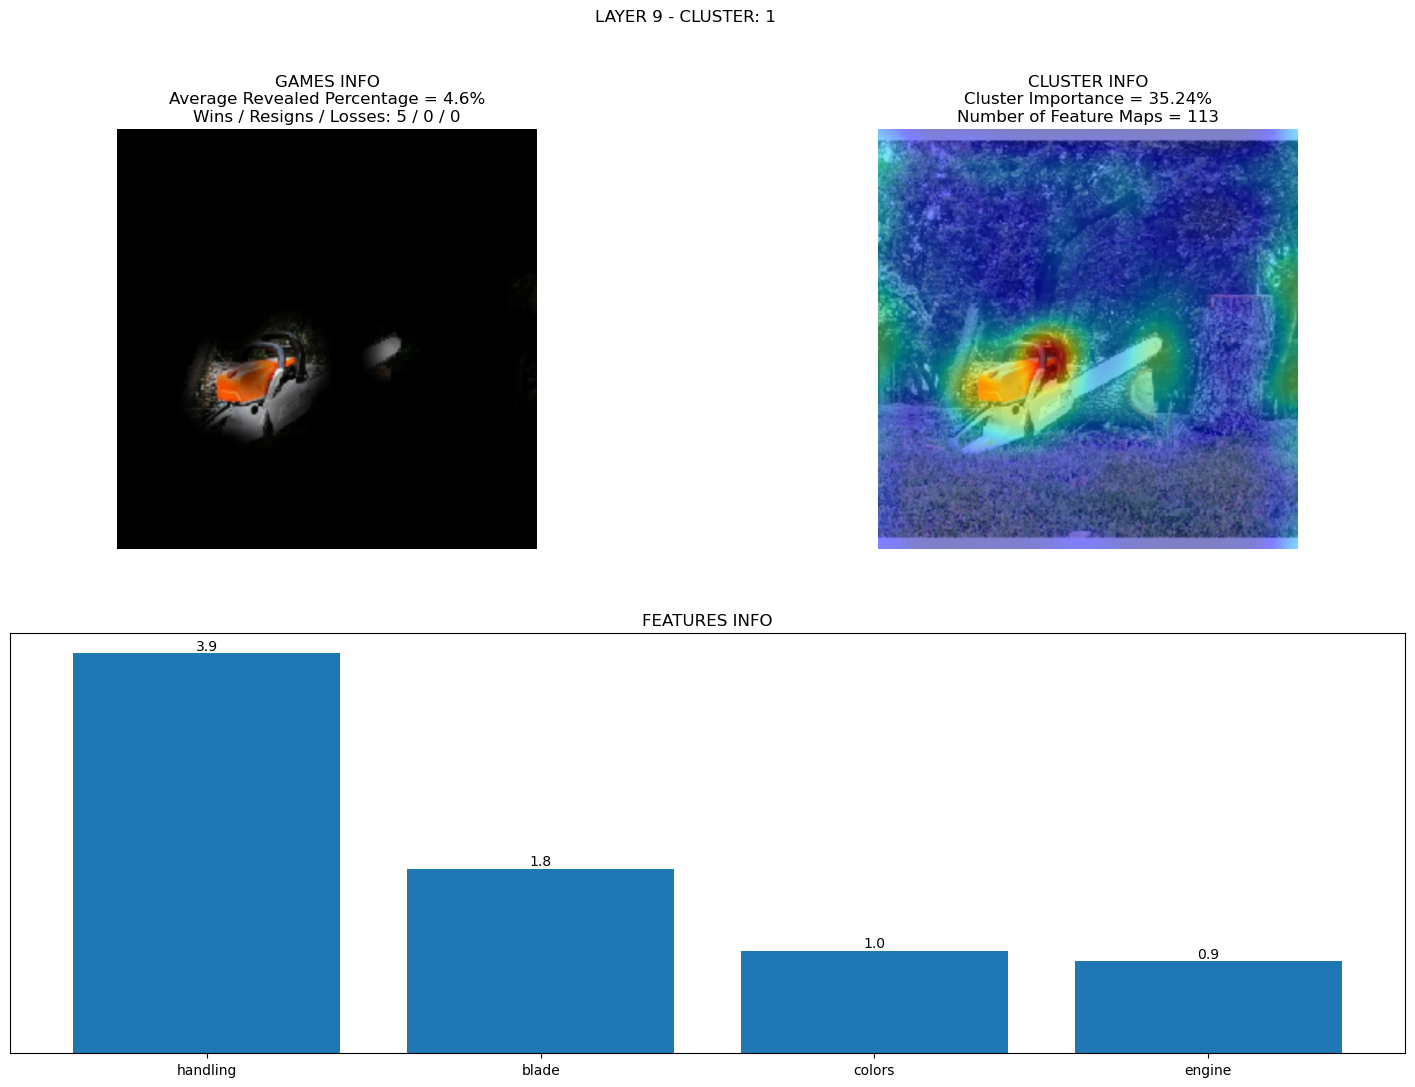 LAYER 9 - CLUSTER: 1
GAMES INFO
Average Revealed Percentage = 4.6%
Wins / Resigns / Losses: 5 / 0 / 0
CLUSTER INFO
Cluster Importance = 35.24%
Number of Feature Maps = 113
FEATURES INFO
3.9
1.8
1.0
0.9
handling
blade
colors
engine